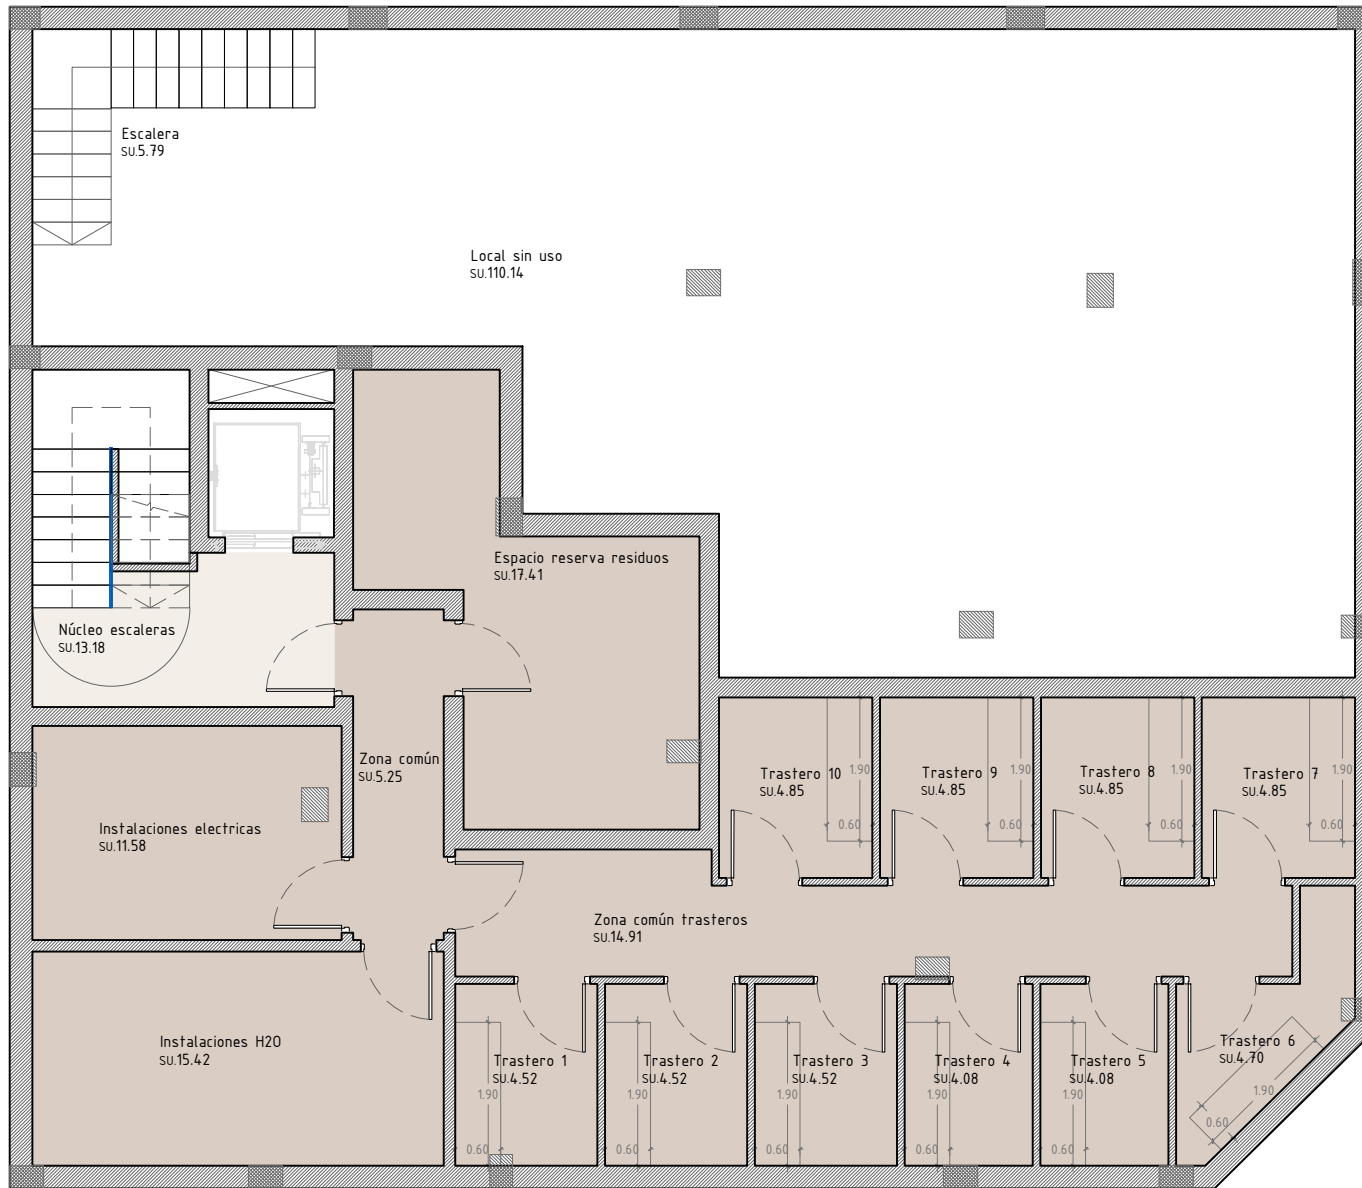 Escalera
SU.5.79
Local sin uso
SU.110.14
Espacio reserva residuos
SU.17.41
Núcleo escaleras
SU.13.18
Zona común
SU.5.25
Instalaciones electricas
SU.11.58
Trastero 10
SU.4.85
1.90
0.60
Trastero 9
SU.4.85
1.90
0.60
Trastero 8
SU.4.85
1.90
0.60
Trastero 7
SU.4.85
1.90
0.60
Zona común trasteros
SU.14.91
Instalaciones H2O
SU.15.42
Trastero 1
SU.4.52
1.90
0.60
Trastero 2
SU.4.52
1.90
0.60
Trastero 3
SU.4.52
1.90
0.60
Trastero 4
SU.4.08
1.90
0.60
Trastero 5
SU.4.08
1.90
0.60
Trastero 6
SU.4.70
1.90
0.60